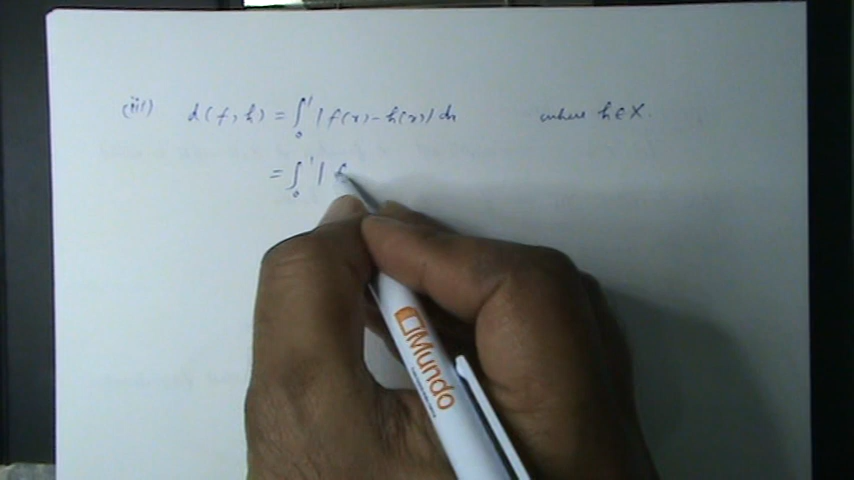 (iii) d(f,h) = ∫₀¹ |f(x) - h(x)| dx where h ∈ X.
= ∫₀¹ | f
Mundo